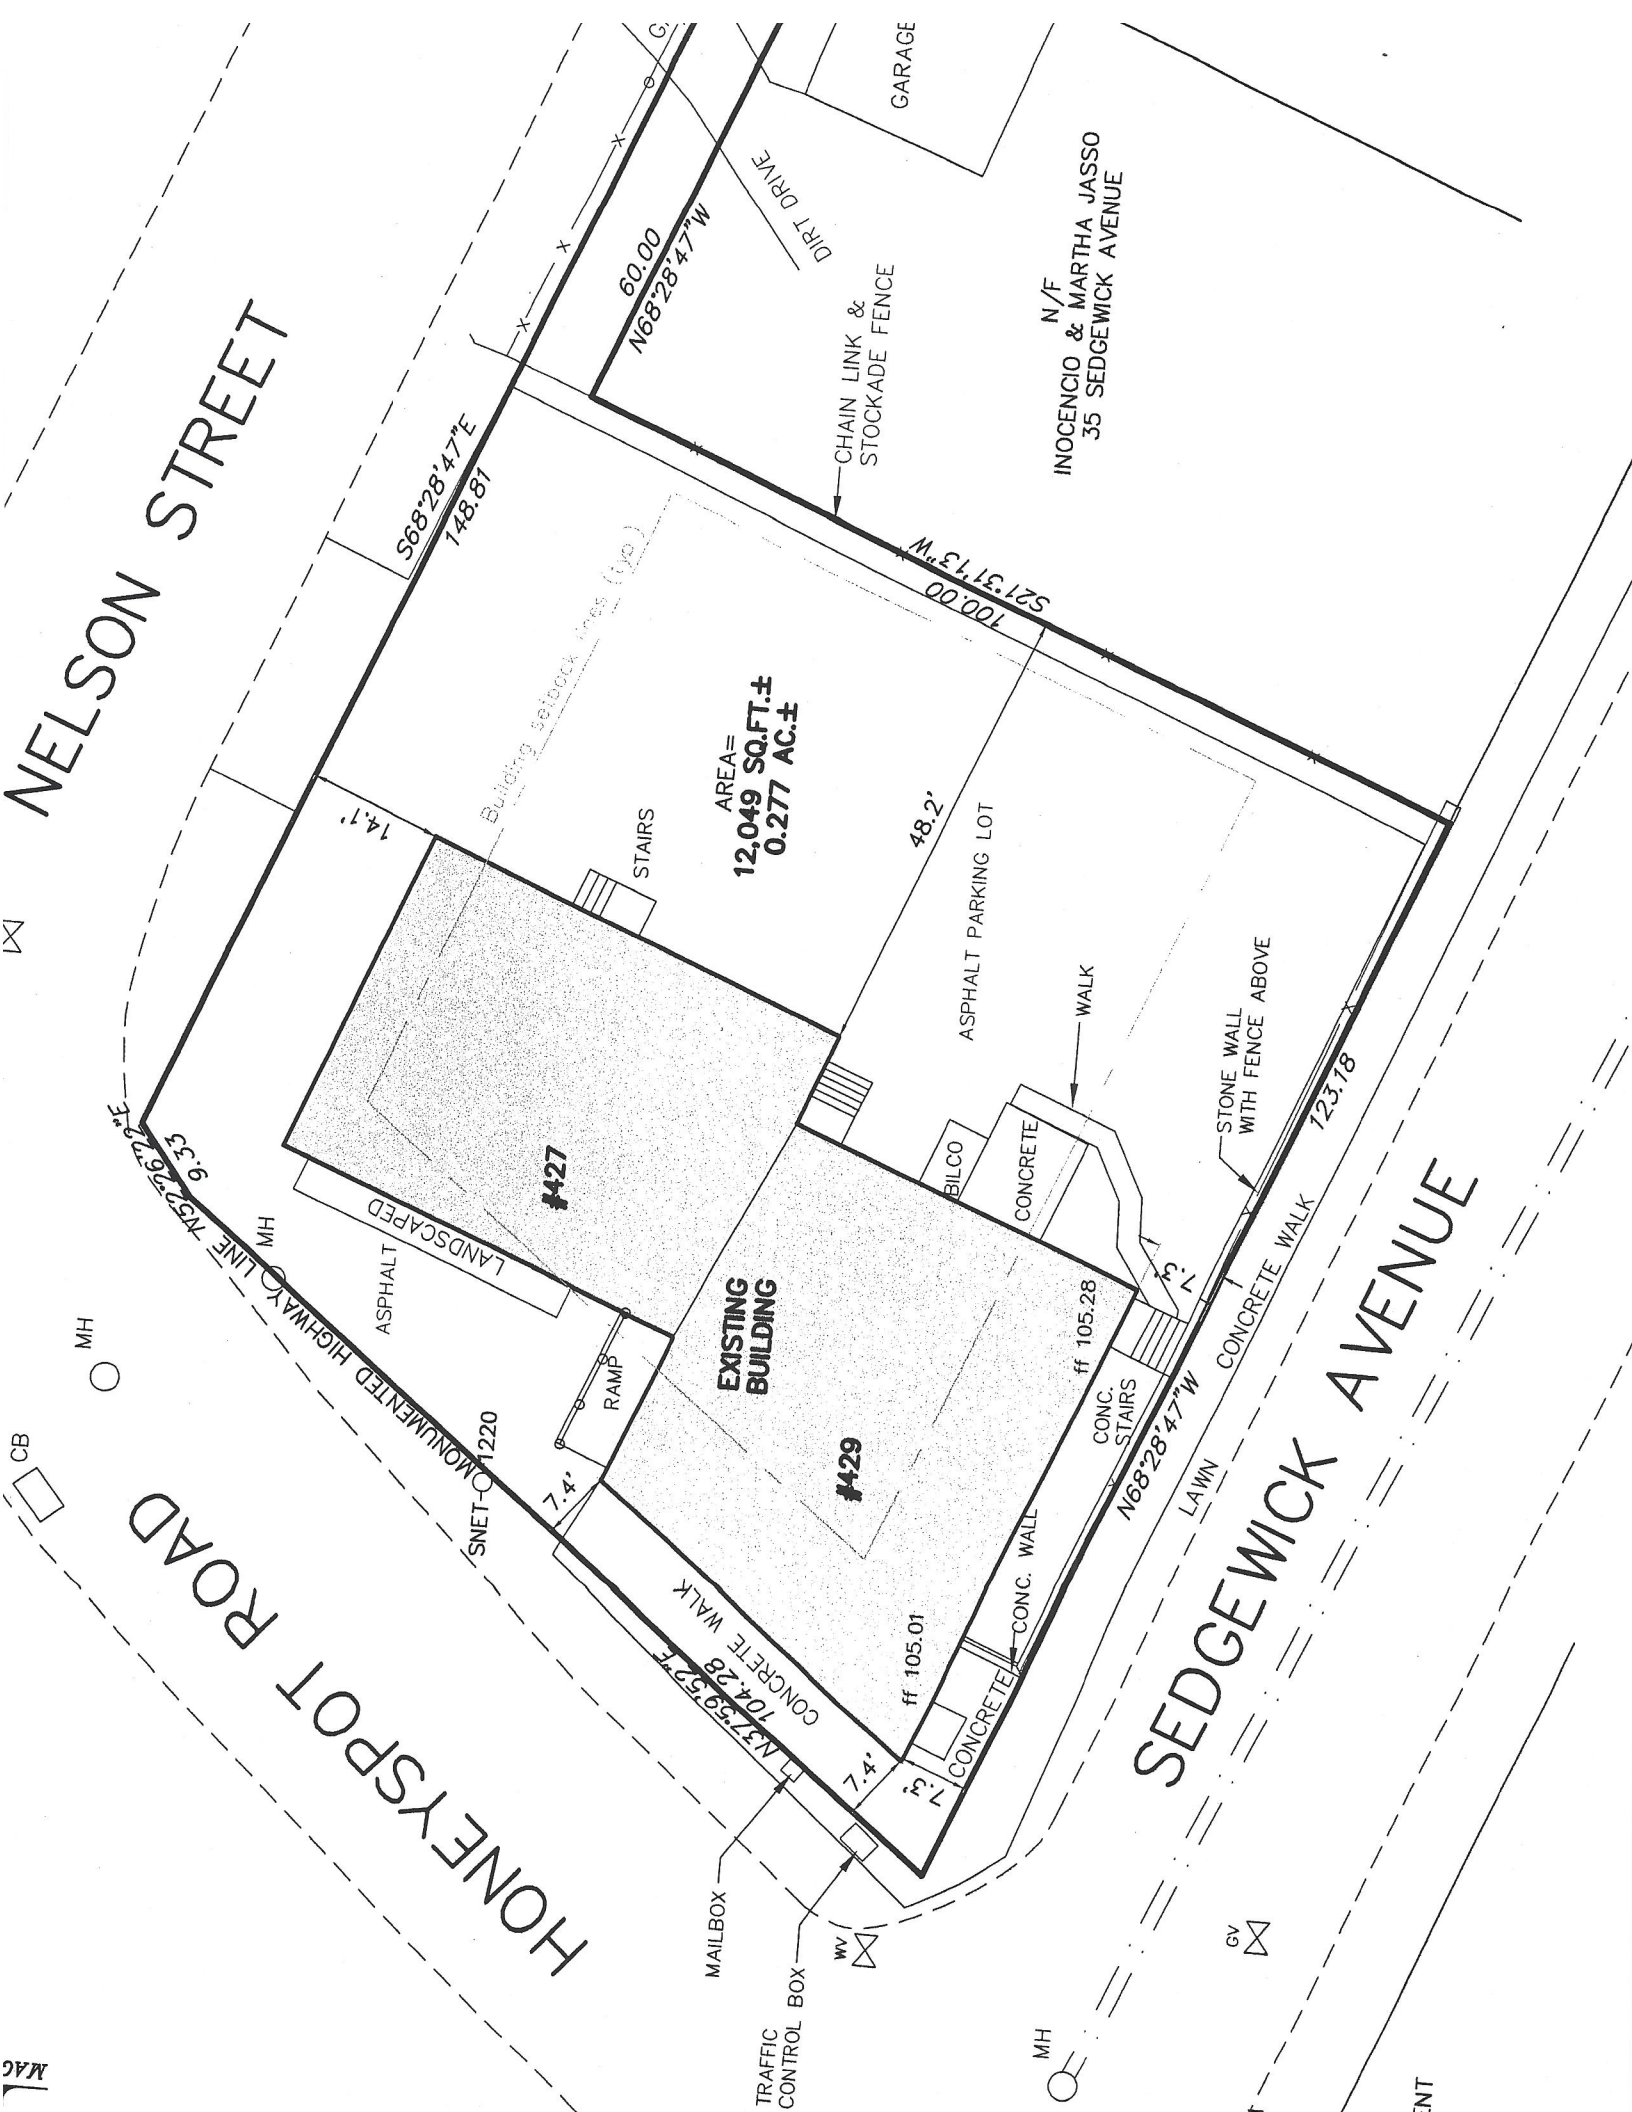 NELSON STREET
HONEYSPOT ROAD
SEDGEWICK AVENUE
S68°28'47"E
148.81
60.00
N68°28'47"W
DIRT DRIVE
GARAGE
N/F
INOCENCIO & MARTHA JASSO
35 SEDGEWICK AVENUE
CHAIN LINK &
STOCKADE FENCE
S21°31'13"W
100.00
Building setback lines (typ)
14.1'
STAIRS
AREA=
12,049 SQ.FT.±
0.277 AC.±
48.2'
ASPHALT PARKING LOT
WALK
STONE WALL
WITH FENCE ABOVE
123.18
CONCRETE WALK
N68°28'47"W
LAWN
7.3'
BILCO
CONCRETE
#427
LANDSCAPED
ASPHALT
N52°26'22"E
9.33
MONUMENTED HIGHWAY LINE
MH
MH
CB
SNET
1220
RAMP
EXISTING
BUILDING
#429
ff 105.28
CONC.
STAIRS
CONC. WALL
ff 105.01
CONCRETE
7.3'
7.4'
7.4'
CONCRETE WALK
N37°59'52"E
104.28
MAILBOX
TRAFFIC
CONTROL BOX
WV
GV
MH
MAG
ENT